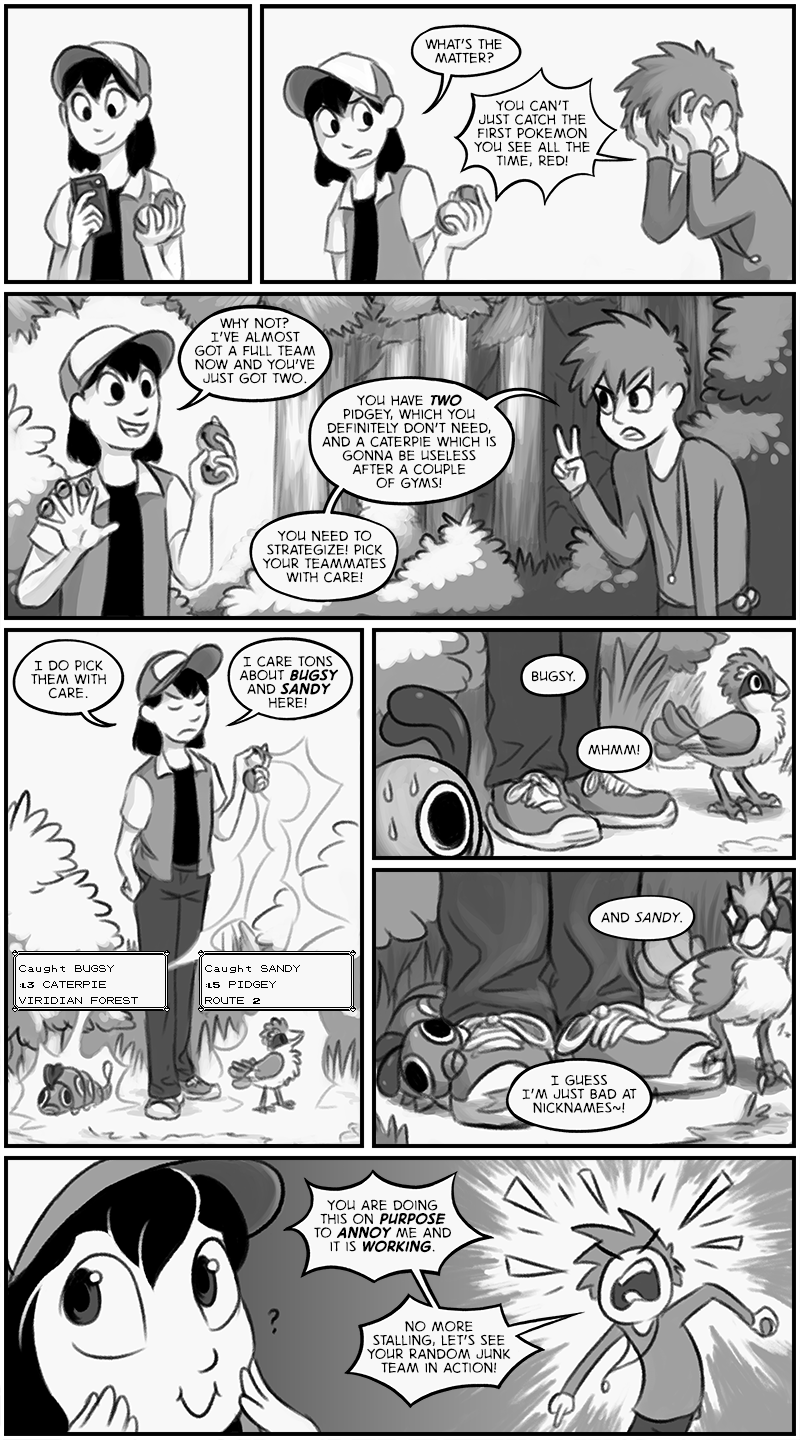 WHAT'S THE
MATTER?
YOU CAN'T
JUST CATCH THE
FIRST POKEMON
YOU SEE ALL THE
TIME, RED!
WHY NOT?
I'VE ALMOST
GOT A FULL TEAM
NOW AND YOU'VE
JUST GOT TWO.
YOU HAVE TWO
PIDGEY, WHICH YOU
DEFINITELY DON'T NEED,
AND A CATERPIE WHICH IS
GONNA BE USELESS
AFTER A COUPLE
OF GYMS!
YOU NEED TO
STRATEGIZE! PICK
YOUR TEAMMATES
WITH CARE!
I DO PICK
THEM WITH
CARE.
I CARE TONS
ABOUT BUGSY
AND SANDY
HERE!
Caught BUGSY
:L3 CATERPIE
VIRIDIAN FOREST
Caught SANDY
:L5 PIDGEY
ROUTE 2
BUGSY.
MHMM!
AND SANDY.
I GUESS
I'M JUST BAD AT
NICKNAMES~!
YOU ARE DOING
THIS ON PURPOSE
TO ANNOY ME AND
IT IS WORKING.
?
NO MORE
STALLING, LET'S SEE
YOUR RANDOM JUNK
TEAM IN ACTION!